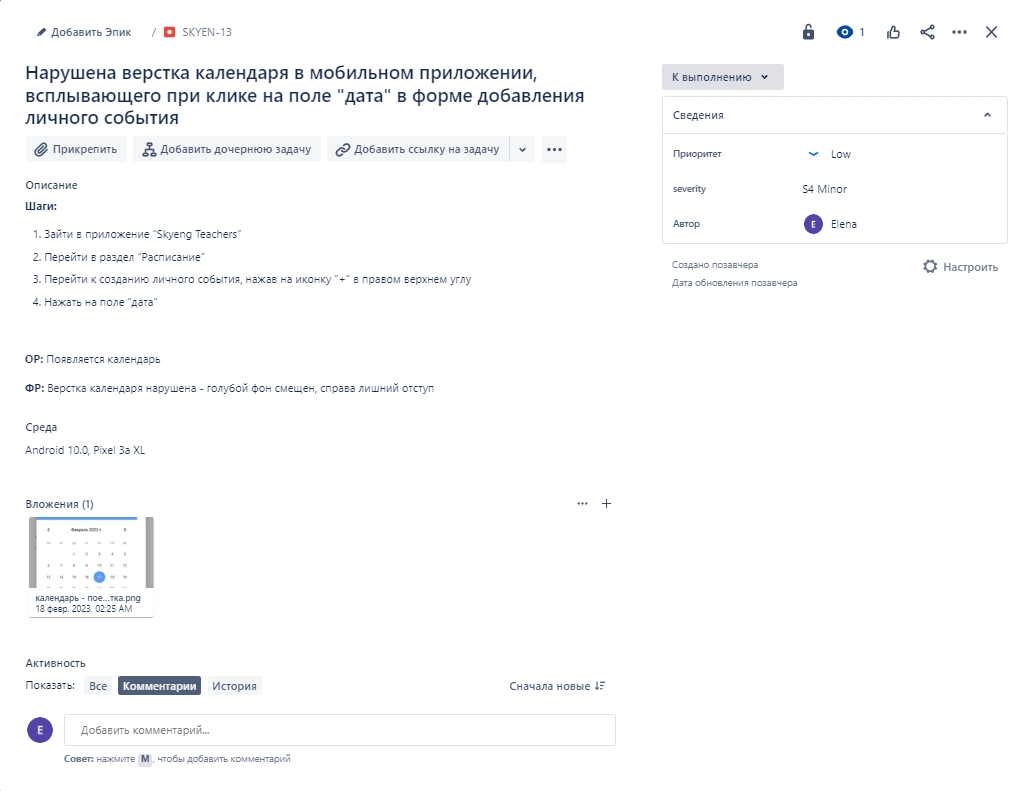 Добавить Эпик / SKYEN-13
1
Нарушена верстка календаря в мобильном приложении,
всплывающего при клике на поле "дата" в форме добавления
личного события
Прикрепить Добавить дочернюю задачу Добавить ссылку на задачу
Описание
Шаги:
1. Зайти в приложение "Skyeng Teachers"
2. Перейти в раздел "Расписание"
3. Перейти к созданию личного события, нажав на иконку "+" в правом верхнем углу
4. Нажать на поле "дата"
ОР: Появляется календарь
ФР: Верстка календаря нарушена - голубой фон смещен, справа лишний отступ
Среда
Android 10.0, Pixel 3a XL
Вложения (1)
Февраль 2023 г.
календарь - пое...тка.png
18 февр. 2023, 02:25 AM
Активность
Показать: Все Комментарии История Сначала новые
E Добавить комментарий...
Совет: нажмите M, чтобы добавить комментарий
К выполнению
Сведения
Приоритет Low
severity S4 Minor
Автор E Elena
Создано позавчера
Дата обновления позавчера
Настроить